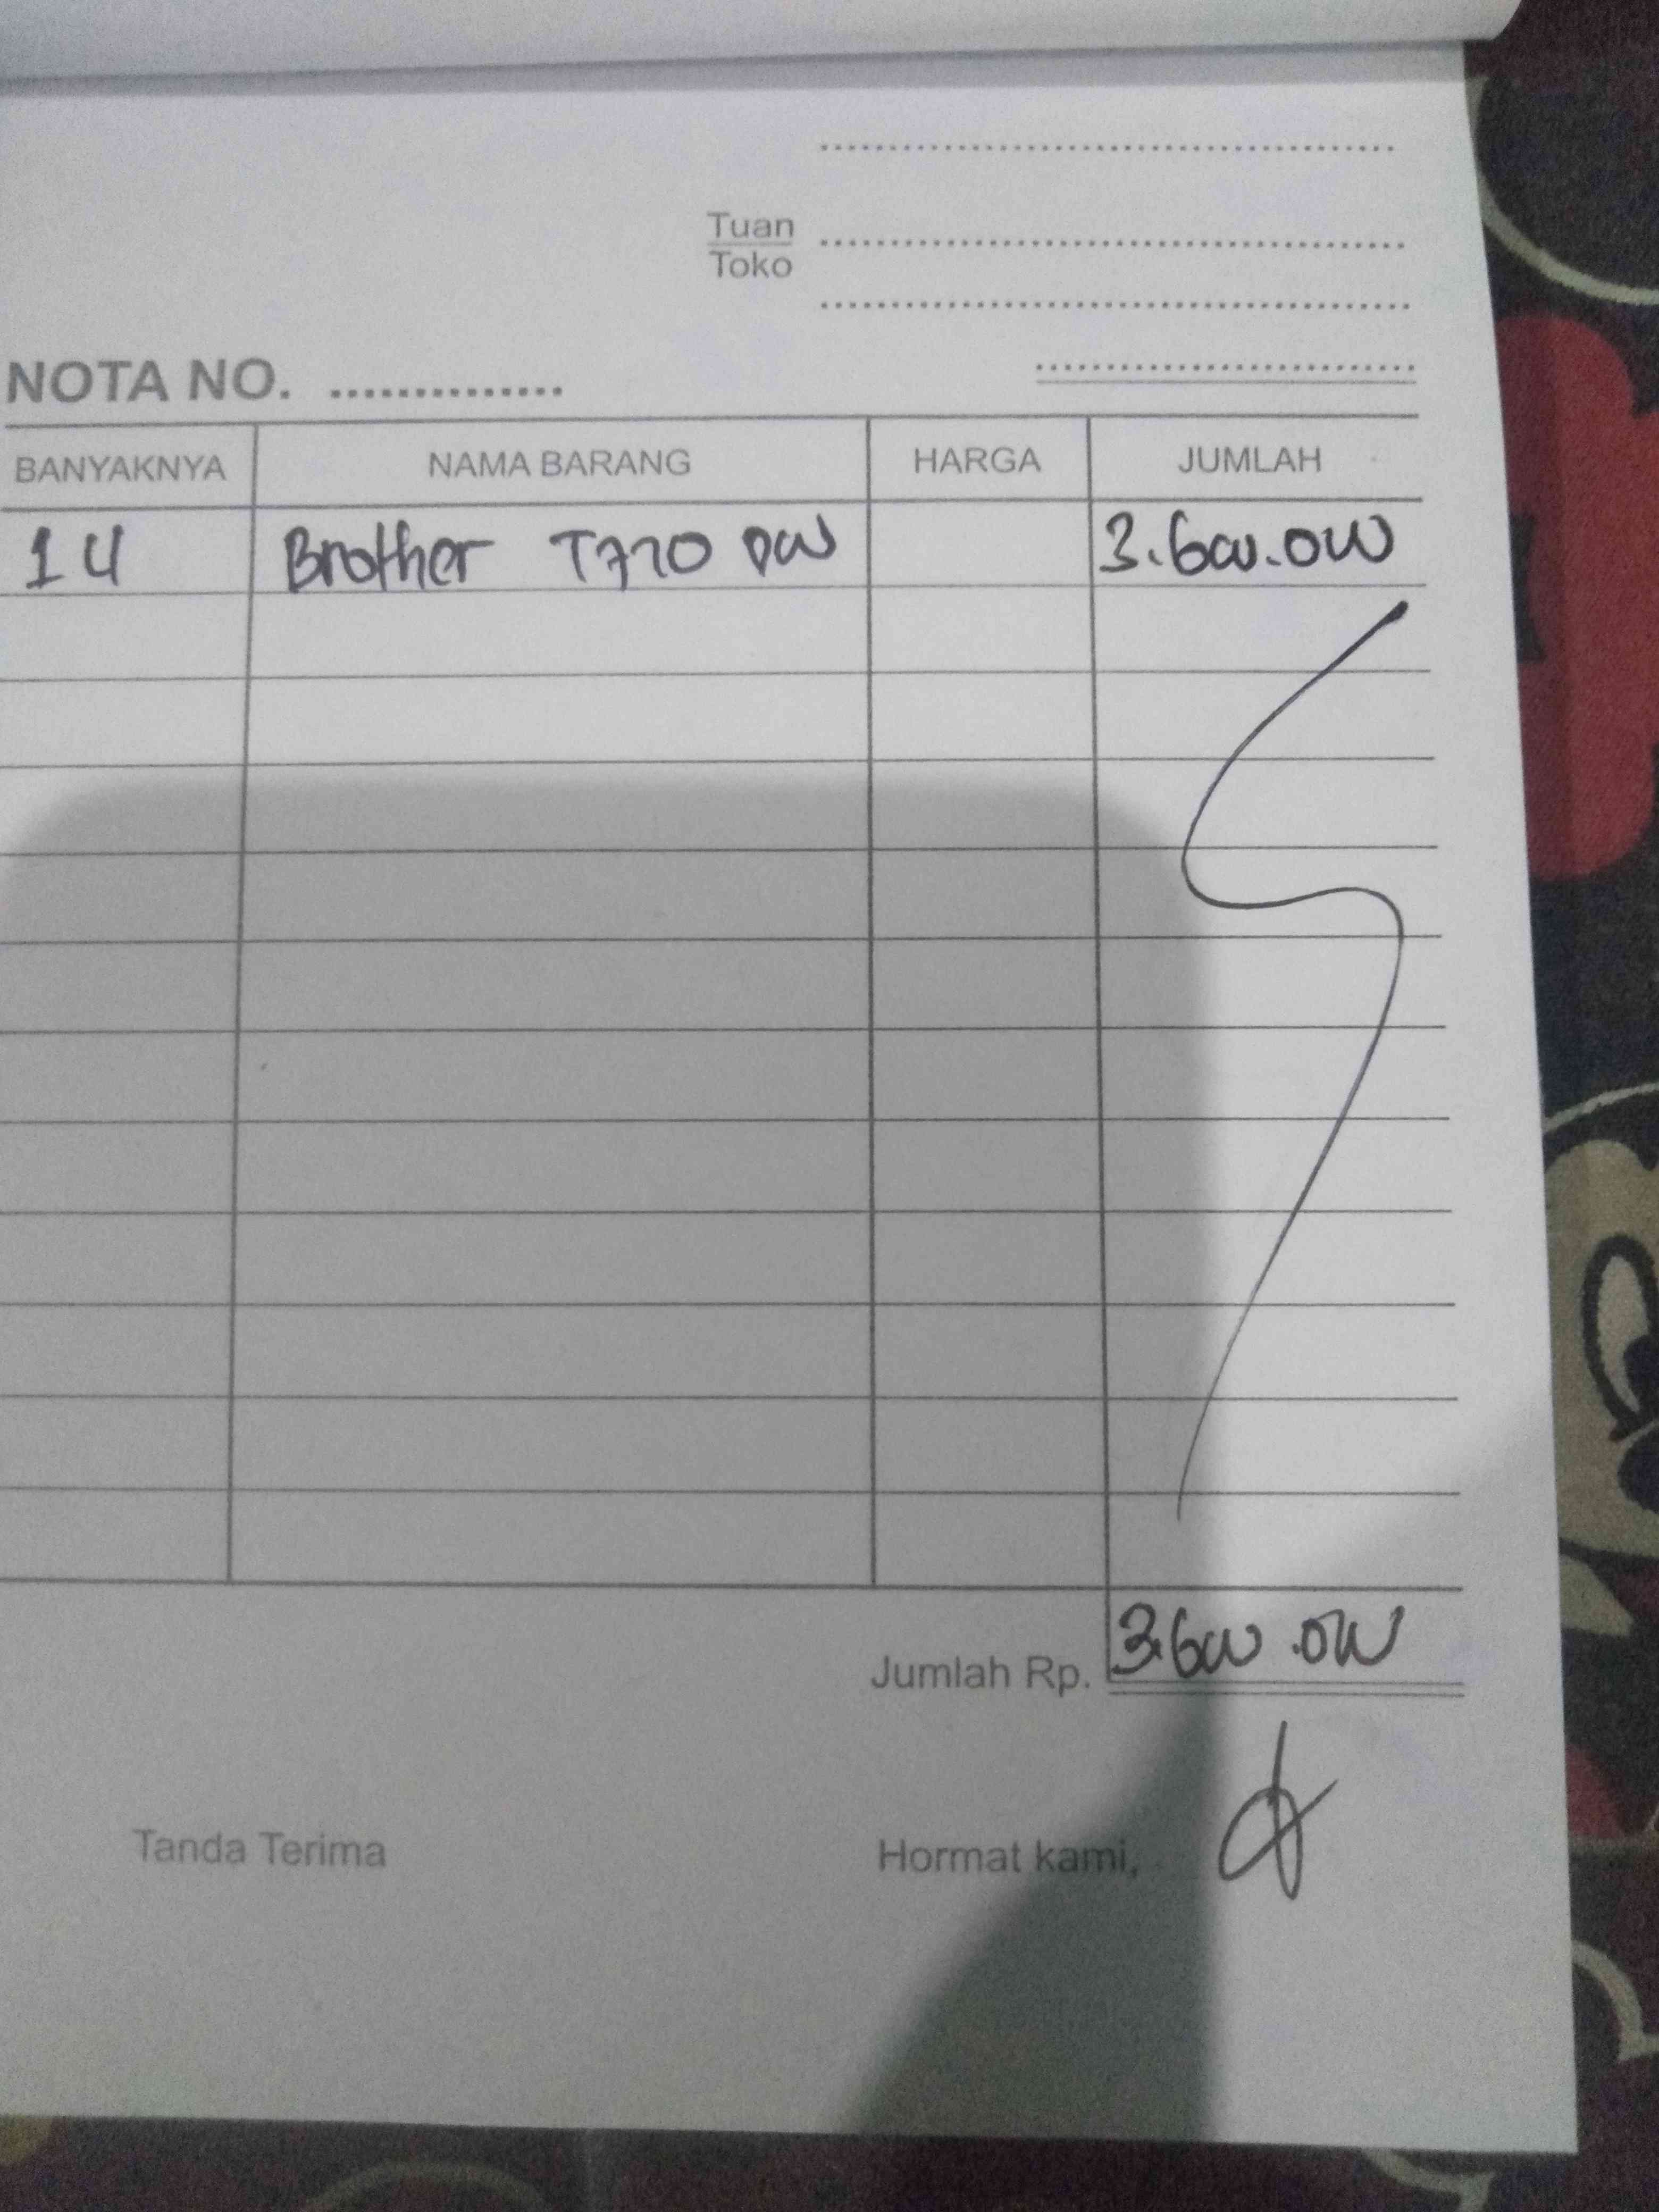 Tuan
Toko
NOTA NO.
BANYAKNYA NAMA BARANG HARGA JUMLAH
1 U Brother T720 DW 3.600.000
Jumlah Rp. 3.600.000
Tanda Terima Hormat kami,